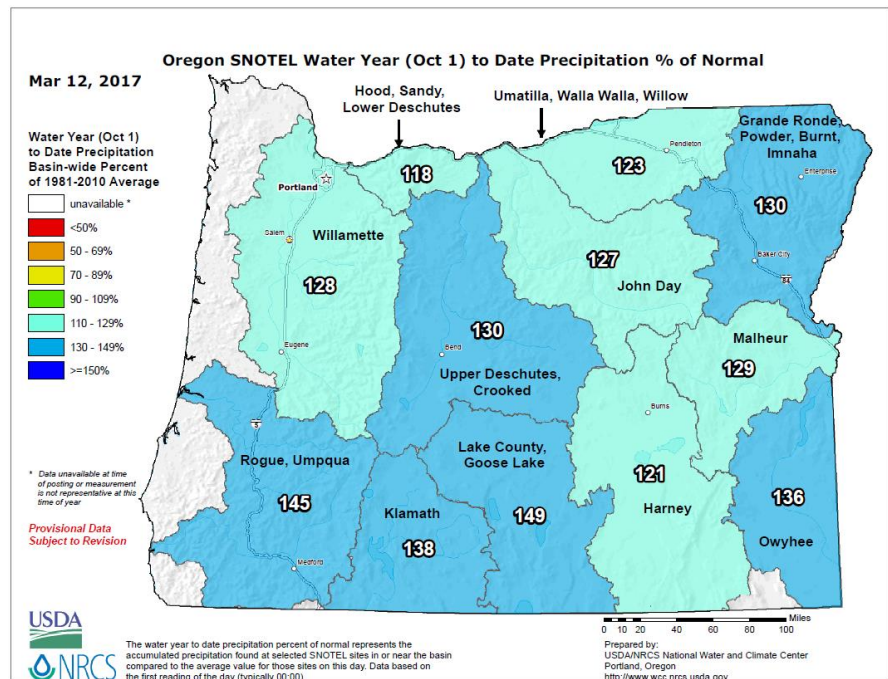 Oregon SNOTEL Water Year (Oct 1) to Date Precipitation % of Normal
Mar 12, 2017
Water Year (Oct 1)
to Date Precipitation
Basin-wide Percent
of 1981-2010 Average
unavailable *
<50%
50 - 69%
70 - 89%
90 - 109%
110 - 129%
130 - 149%
>=150%
Hood, Sandy,
Lower Deschutes
Umatilla, Walla Walla, Willow
Grande Ronde,
Powder, Burnt,
Imnaha
Pendleton
Enterprise
Portland
118
123
130
Salem
Willamette
128
127
John Day
Baker City
84
Eugene
130
Bend
Upper Deschutes,
Crooked
Malheur
129
Burns
5
Rogue, Umpqua
145
Lake County,
Goose Lake
149
121
Harney
136
Owyhee
Klamath
138
Medford
* Data unavailable at time
of posting or measurement
is not representative at this
time of year
Provisional Data
Subject to Revision
USDA
NRCS
The water year to date precipitation percent of normal represents the
accumulated precipitation found at selected SNOTEL sites in or near the basin
compared to the average value for those sites on this day. Data based on
the first reading of the day (typically 00:00).
Miles
0 10 20 40 60 80 100
Prepared by:
USDA/NRCS National Water and Climate Center
Portland, Oregon
http://www.wcc.nrcs.usda.gov